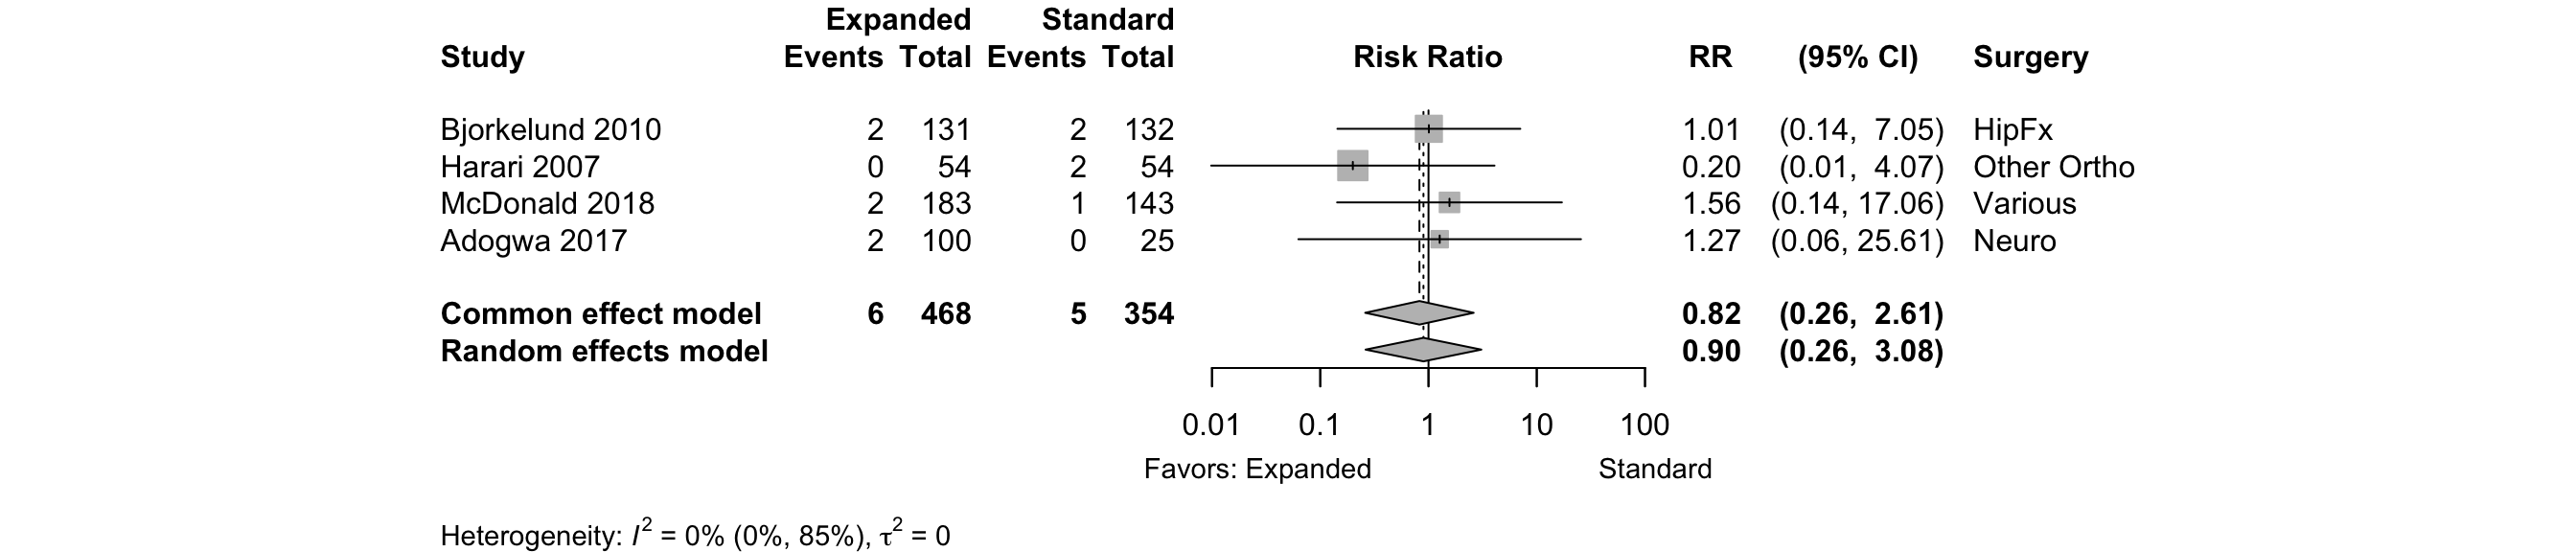 Expanded Standard
Study Events Total Events Total Risk Ratio RR (95% CI) Surgery
Bjorkelund 2010 2 131 2 132 1.01 (0.14, 7.05) HipFx
Harari 2007 0 54 2 54 0.20 (0.01, 4.07) Other Ortho
McDonald 2018 2 183 1 143 1.56 (0.14, 17.06) Various
Adogwa 2017 2 100 0 25 1.27 (0.06, 25.61) Neuro
Common effect model 6 468 5 354 0.82 (0.26, 2.61)
Random effects model 0.90 (0.26, 3.08)
0.01 0.1 1 10 100
Favors: Expanded Standard
Heterogeneity: I² = 0% (0%, 85%), τ² = 0